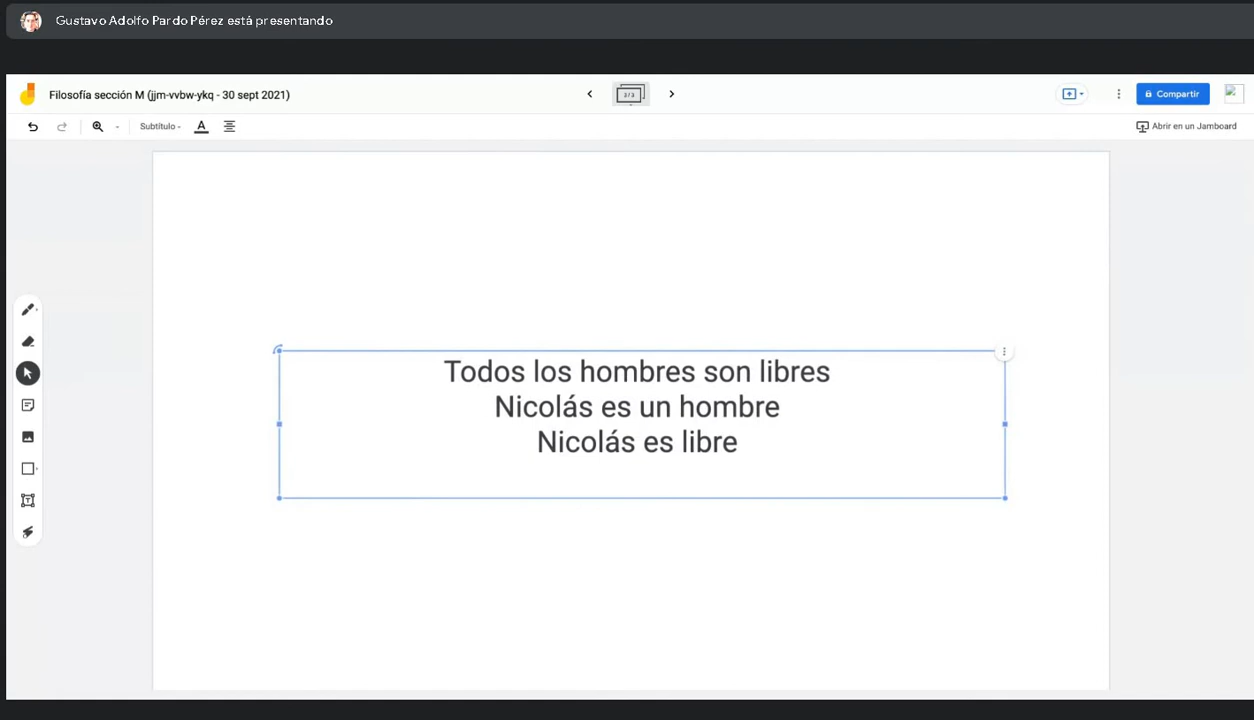 Gustavo Adolfo Pardo Pérez está presentando
Filosofía sección M (jjm-vvbw-ykq - 30 sept 2021)
Compartir
Subtítulo
A
Abrir en un Jamboard
Todos los hombres son libres
Nicolás es un hombre
Nicolás es libre